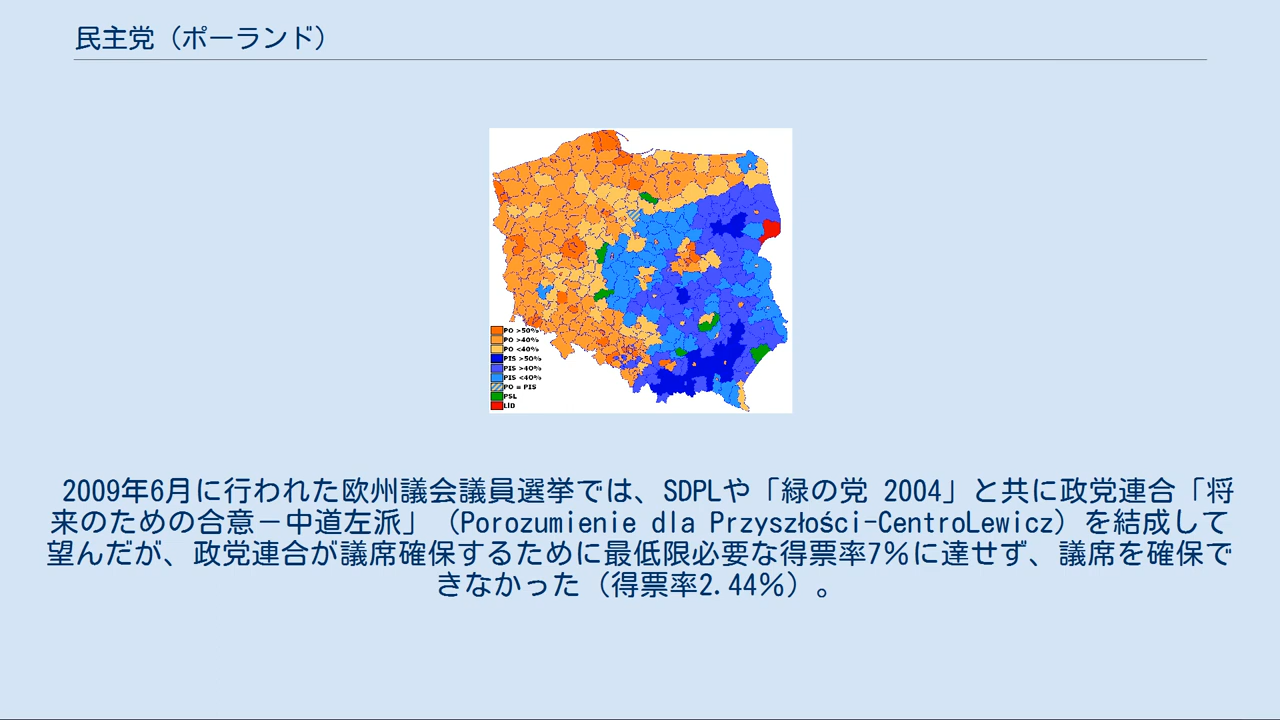 民主党（ポーランド）
PO >50%
PO >40%
PO <40%
PIS >50%
PIS >40%
PIS <40%
PO = PIS
PSL
LID
2009年6月に行われた欧州議会議員選挙では、SDPLや「緑の党 2004」と共に政党連合「将
来のための合意－中道左派」（Porozumienie dla Przyszłości-CentroLewicz）を結成して
望んだが、政党連合が議席確保するために最低限必要な得票率7％に達せず、議席を確保で
きなかった（得票率2.44％）。